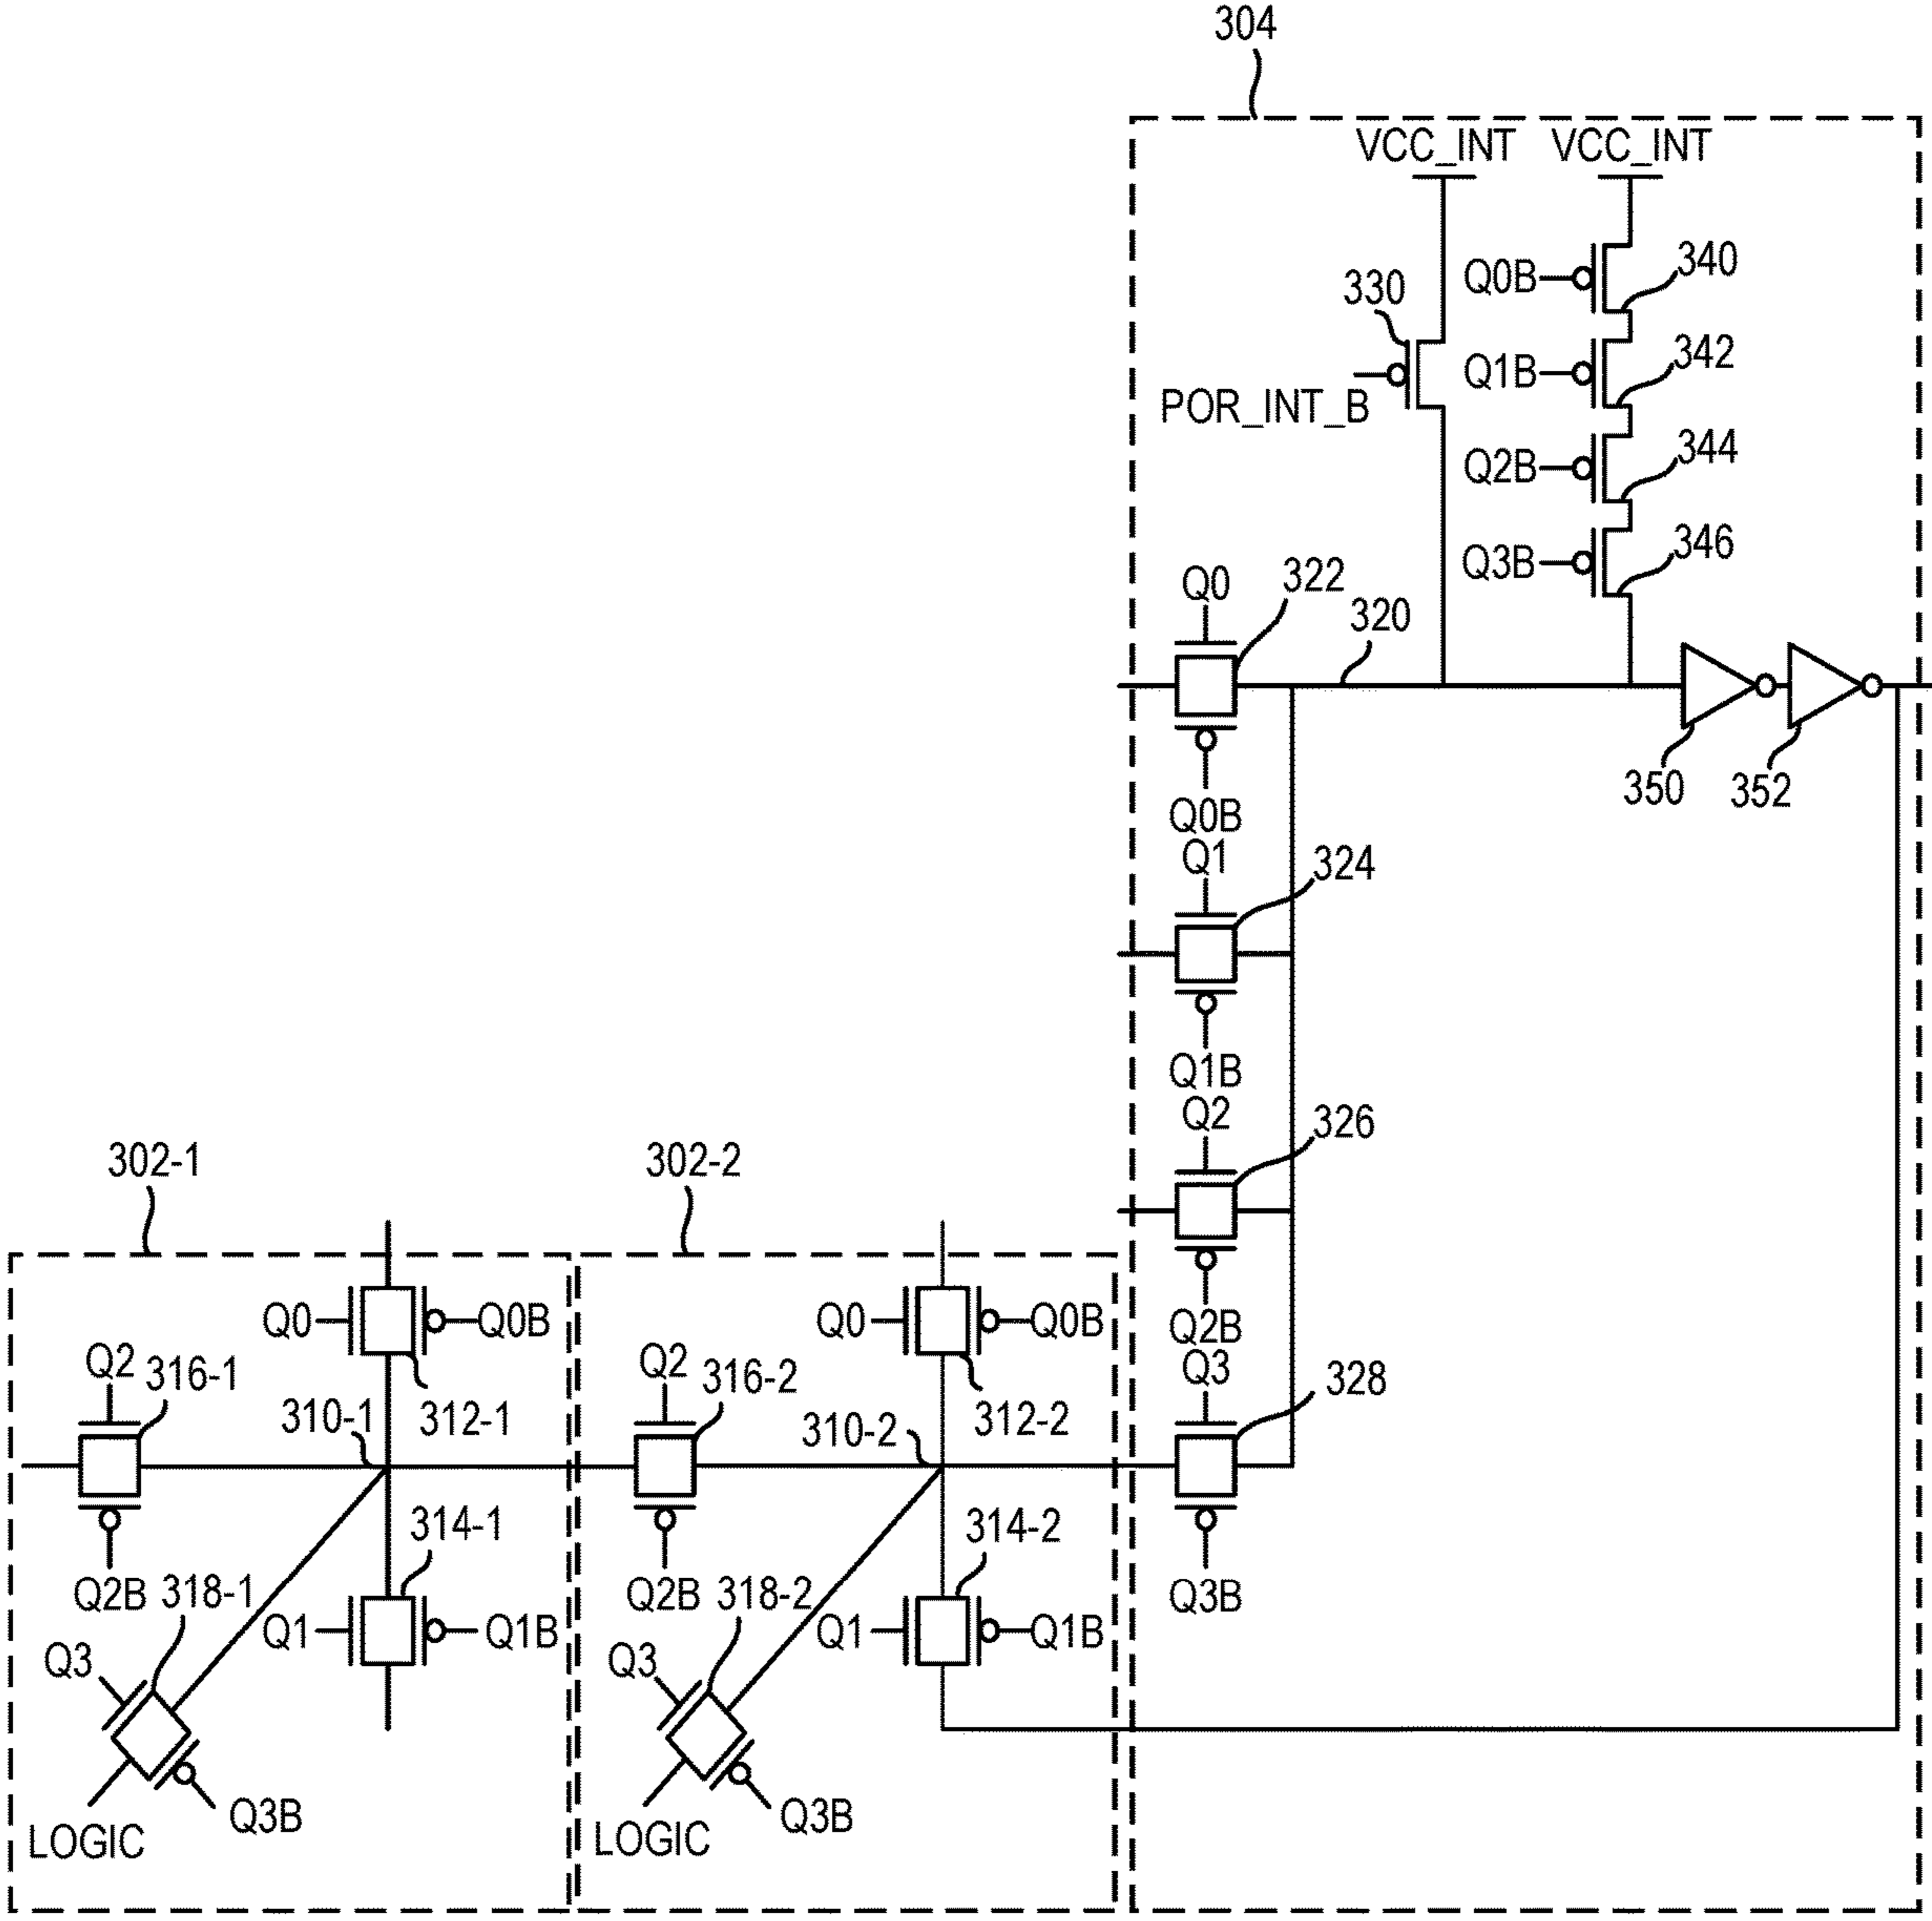 304
VCC_INT VCC_INT
Q0B
340
330
Q1B
342
POR_INT_B
Q2B
344
Q3B
346
Q0
322
320
350
352
Q0B
Q1
324
Q1B
Q2
326
Q2B
Q3
328
Q3B
302-1
302-2
Q0
Q0B
Q2
316-1
310-1
312-1
314-1
Q2B
318-1
Q1
Q1B
Q3
Q3B
LOGIC
Q0
Q0B
Q2
316-2
310-2
312-2
314-2
Q2B
318-2
Q1
Q1B
Q3
Q3B
LOGIC